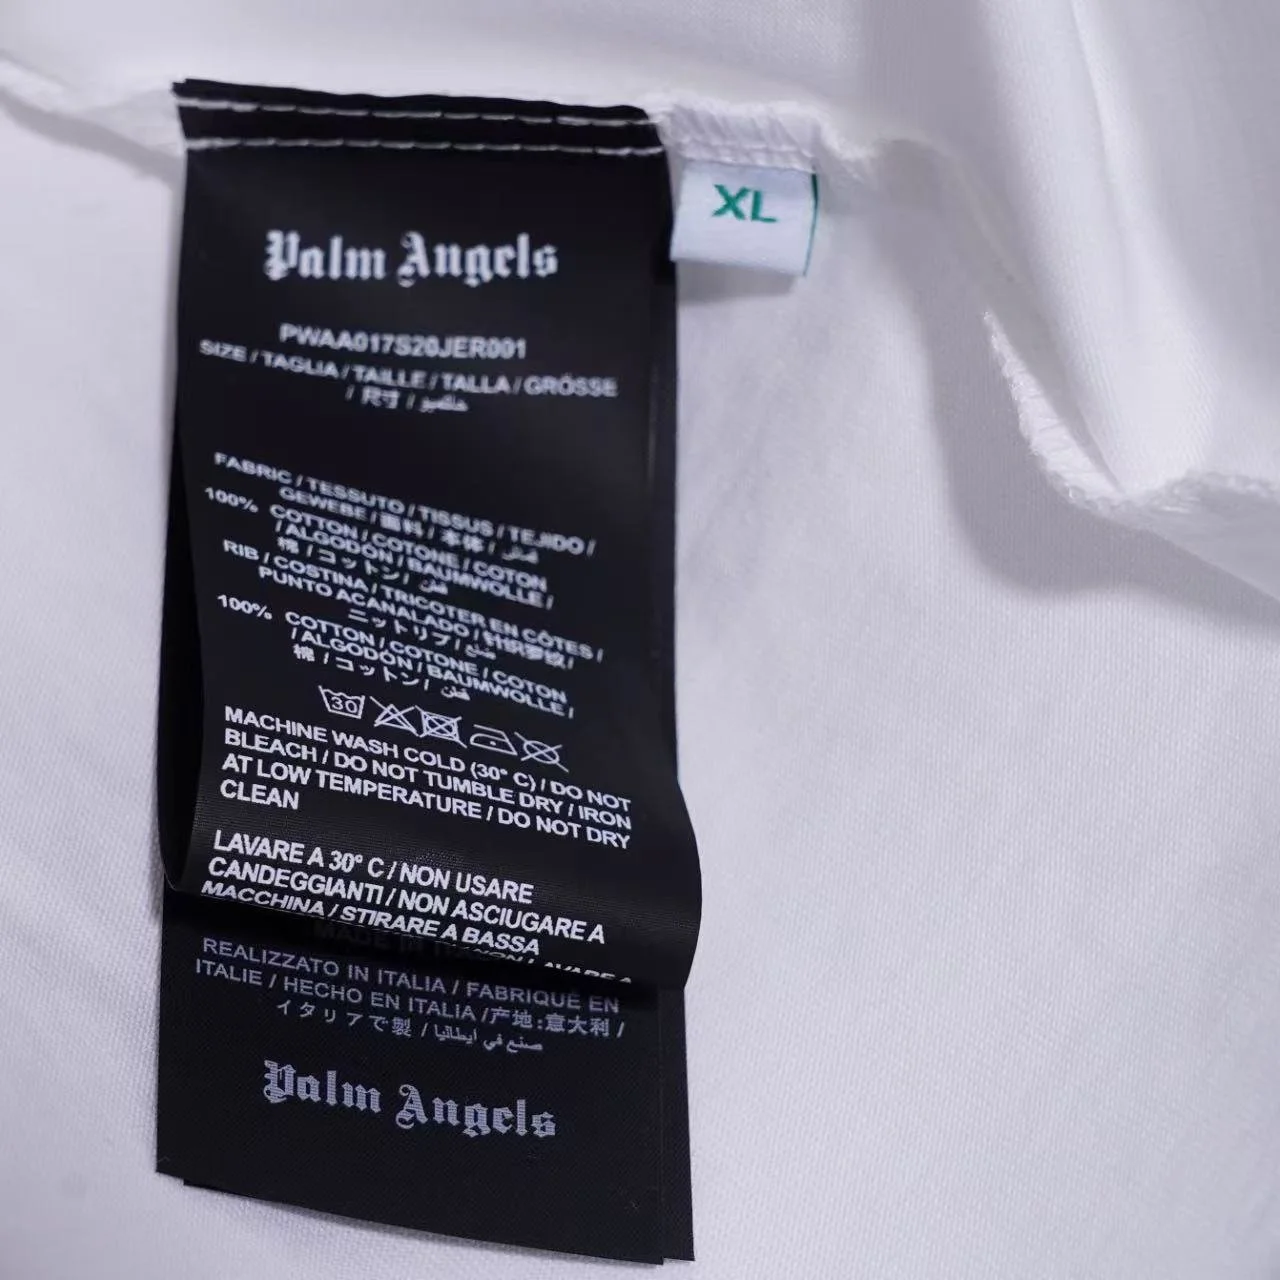 Palm Angels
XL
PWAA017S20JER001
SIZE / TAGLIA / TAILLE / TALLA / GRÖSSE
/ 尺寸 /
FABRIC / TESSUTO / TISSUS / TEJIDO /
GEWEBE / 面料 / 本体 / قماش
100% COTTON / COTONE / COTON
/ ALGODÓN / BAUMWOLLE /
棉 / コットン / قطن
RIB / COSTINA / TRICOTER EN CÔTES /
PUNTO ACANALADO / 针织罗纹 /
ニットリブ /
100% COTTON / COTONE / COTON
/ ALGODÓN / BAUMWOLLE /
棉 / コットン / قطن
30
MACHINE WASH COLD (30° C) / DO NOT
BLEACH / DO NOT TUMBLE DRY / IRON
AT LOW TEMPERATURE / DO NOT DRY
CLEAN
LAVARE A 30° C / NON USARE
CANDEGGIANTI / NON ASCIUGARE A
MACCHINA / STIRARE A BASSA
MADE IN
REALIZZATO IN ITALIA / FABRIQUÉ EN
ITALIE / HECHO EN ITALIA /产地:意大利 /
イタリアで製 / صنع في ايطاليا
Palm Angels